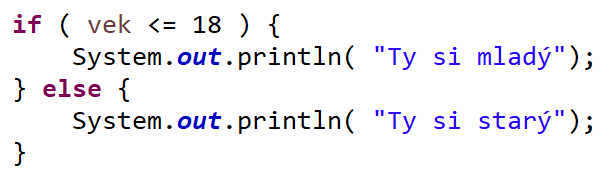 if ( vek <= 18 ) {
    System.out.println( "Ty si mladý");
} else {
    System.out.println( "Ty si starý");
}